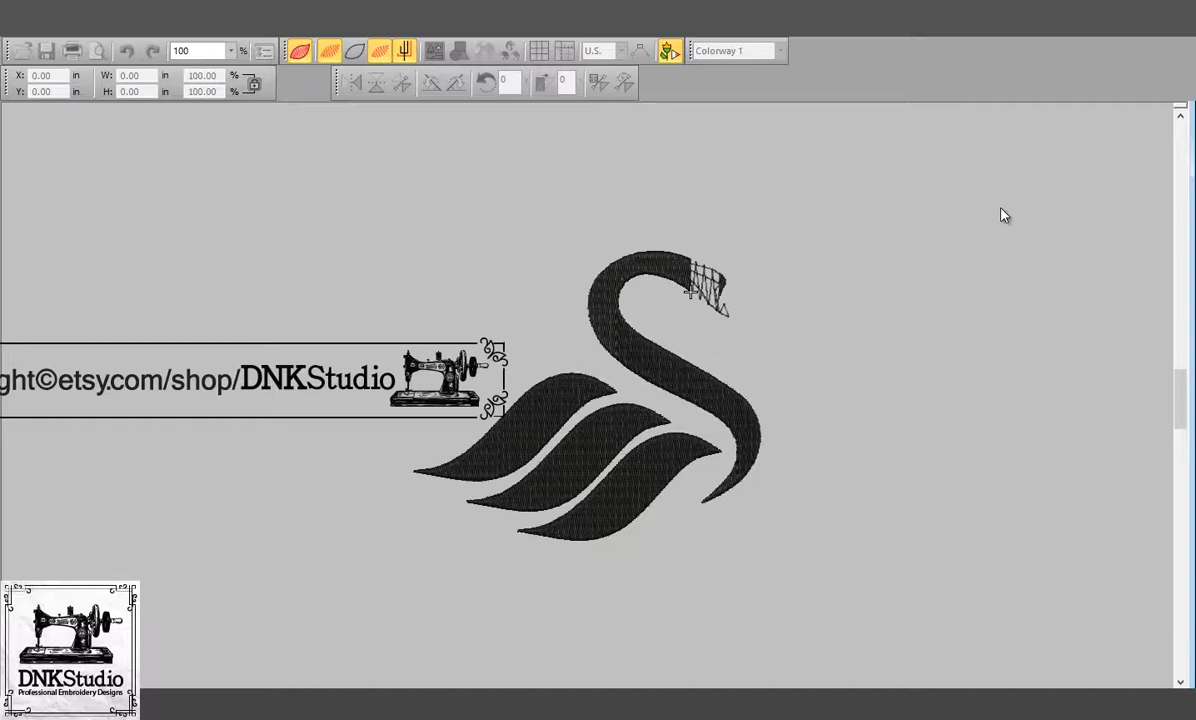 100 % U.S. Colorway 1
X: 0.00 in W: 0.00 in 100.00 % 0 0
Y: 0.00 in H: 0.00 in 100.00 %
ght©etsy.com/shop/DNKStudio
DNKStudio
Professional Embroidery Designs